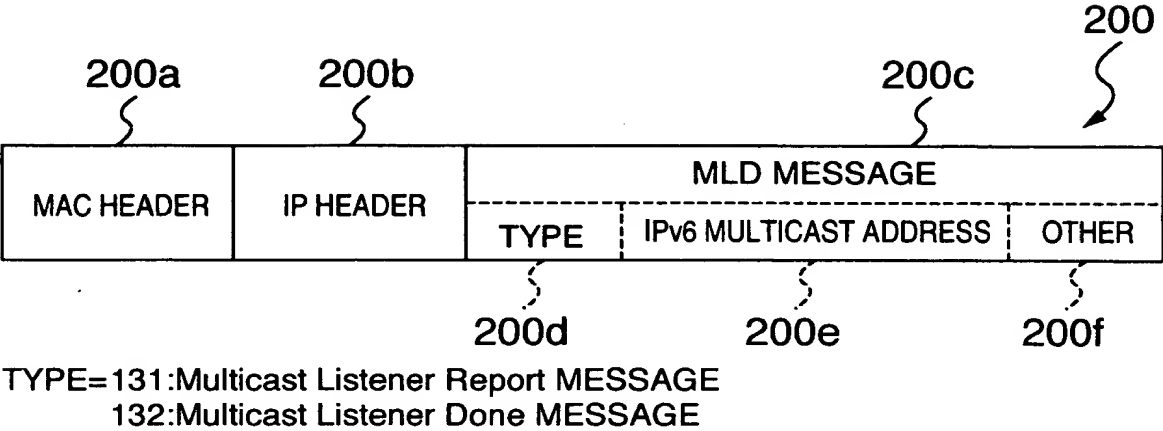 200
200a 200b 200c
MAC HEADER IP HEADER MLD MESSAGE
TYPE IPv6 MULTICAST ADDRESS OTHER
200d 200e 200f
TYPE=131:Multicast Listener Report MESSAGE
132:Multicast Listener Done MESSAGE